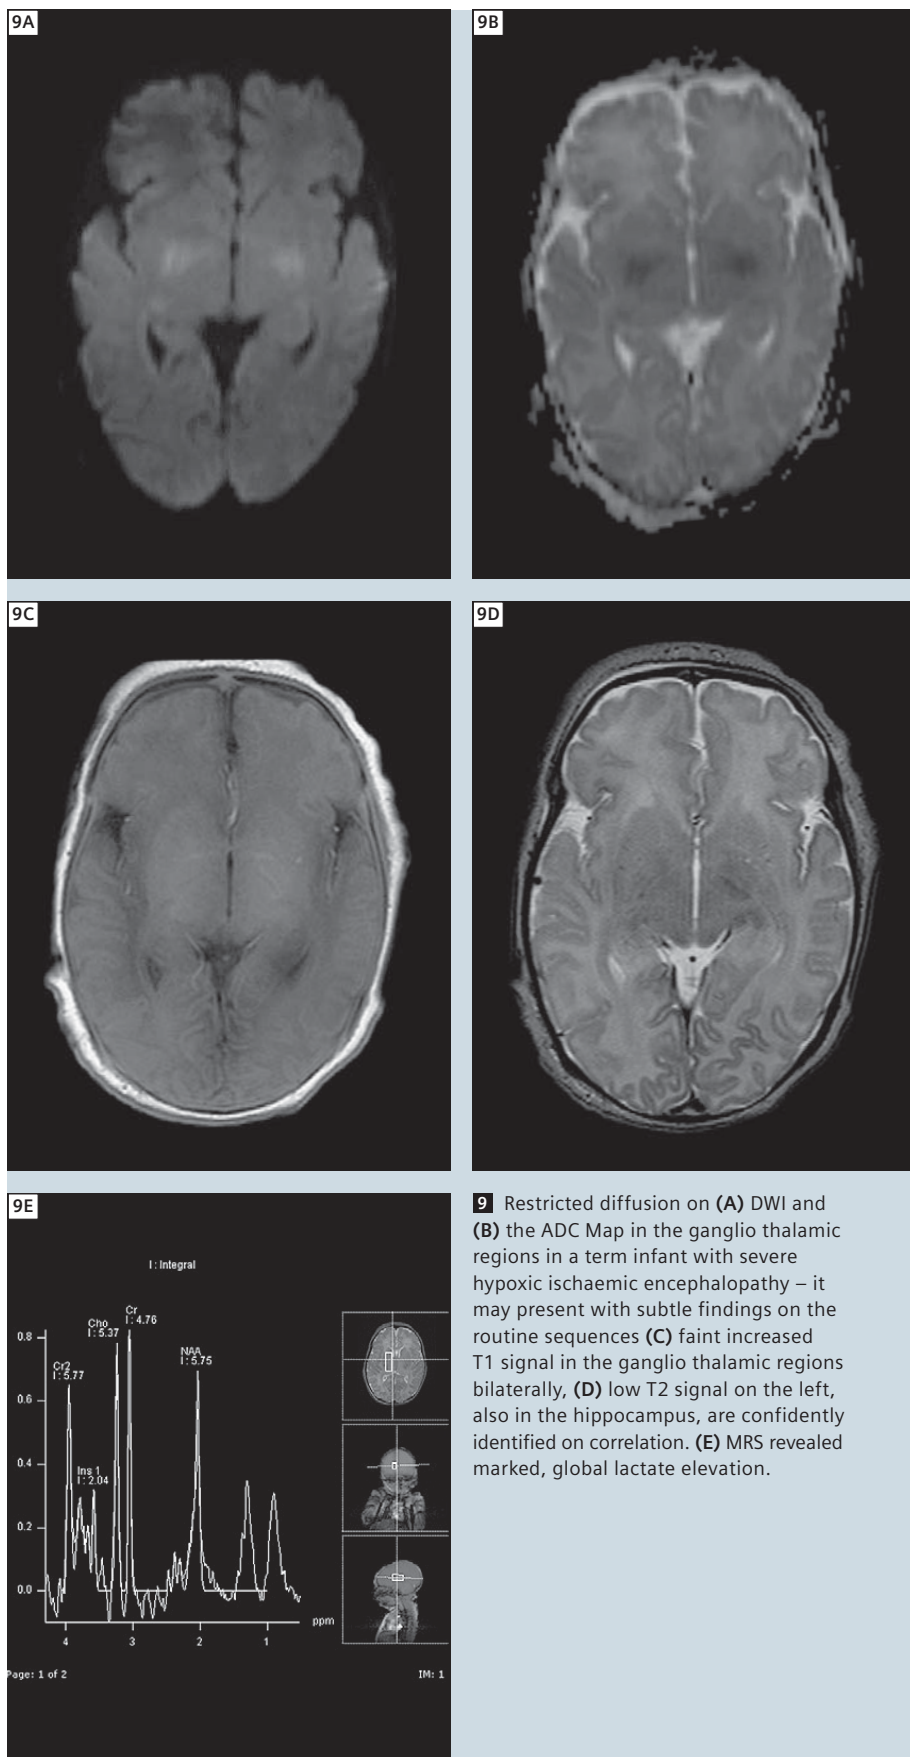 9A
9B
9C
9D
9E
I : Integral
Cr
I : 4.76
Cho
I : 5.37
NAA
I : 5.75
Cr2
I : 5.77
Ins 1
I : 2.04
0.8
0.6
0.4
0.2
0.0
ppm
4 3 2 1
Page: 1 of 2
IM: 1
9 Restricted diffusion on (A) DWI and
(B) the ADC Map in the ganglio thalamic
regions in a term infant with severe
hypoxic ischaemic encephalopathy – it
may present with subtle findings on the
routine sequences (C) faint increased
T1 signal in the ganglio thalamic regions
bilaterally, (D) low T2 signal on the left,
also in the hippocampus, are confidently
identified on correlation. (E) MRS revealed
marked, global lactate elevation.